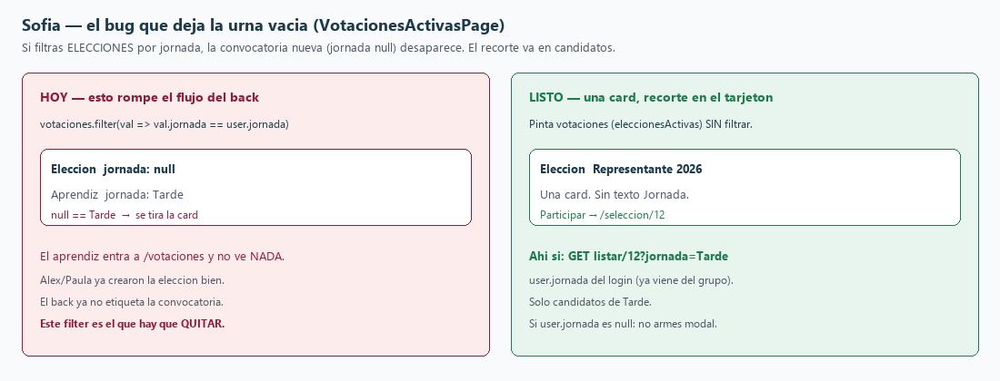 Sofia — el bug que deja la urna vacia (VotacionesActivasPage)
Si filtras ELECCIONES por jornada, la convocatoria nueva (jornada null) desaparece. El recorte va en candidatos.
HOY — esto rompe el flujo del back
votaciones.filter(val => val.jornada == user.jornada)
Eleccion jornada: null
Aprendiz jornada: Tarde
null == Tarde → se tira la card
El aprendiz entra a /votaciones y no ve NADA.
Alex/Paula ya crearon la eleccion bien.
El back ya no etiqueta la convocatoria.
Este filter es el que hay que QUITAR.
LISTO — una card, recorte en el tarjeton
Pinta votaciones (eleccionesActivas) SIN filtrar.
Eleccion Representante 2026
Una card. Sin texto Jornada.
Participar → /seleccion/12
Ahi si: GET listar/12?jornada=Tarde
user.jornada del login (ya viene del grupo).
Solo candidatos de Tarde.
Si user.jornada es null: no armes modal.